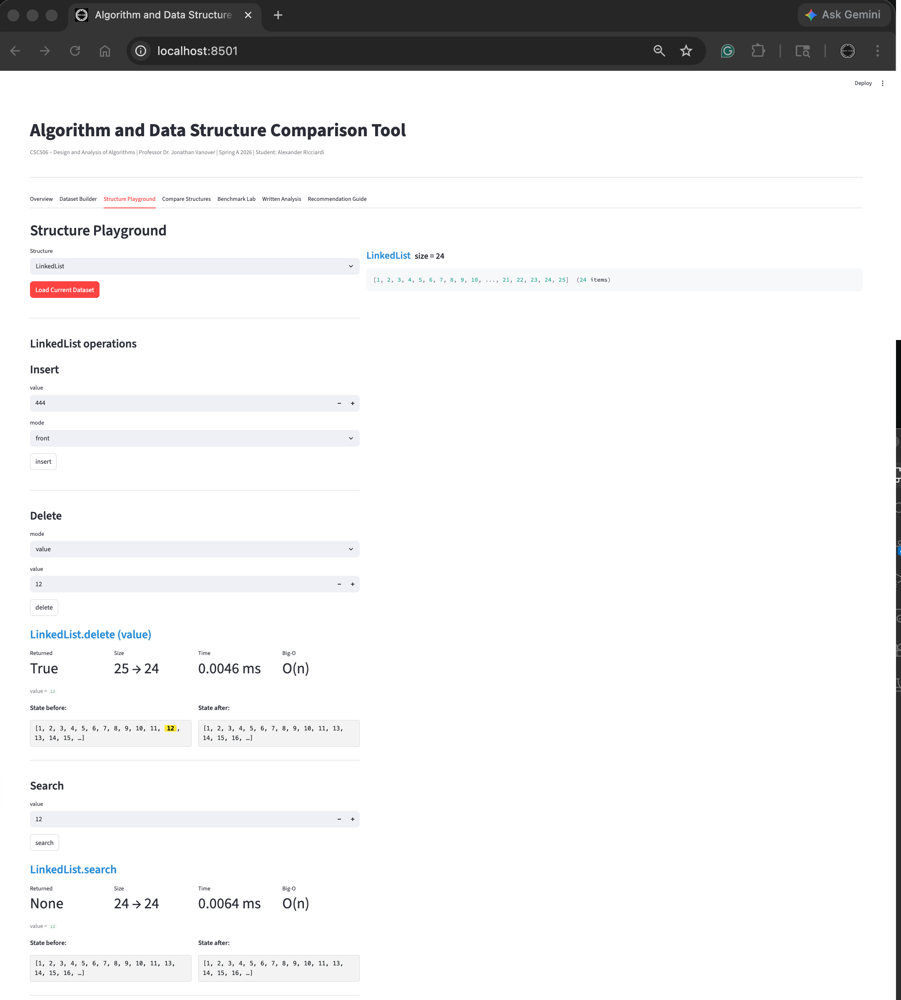 Algorithm and Data Structure
Ask Gemini
localhost:8501
Deploy
Algorithm and Data Structure Comparison Tool
CSC506 – Design and Analysis of Algorithms | Professor Dr. Jonathan Vanover | Spring A 2026 | Student: Alexander Ricciardi
Overview Dataset Builder Structure Playground Compare Structures Benchmark Lab Written Analysis Recommendation Guide
Structure Playground
Structure
LinkedList
Load Current Dataset
LinkedList size = 24
[1, 2, 3, 4, 5, 6, 7, 8, 9, 10, ..., 21, 22, 23, 24, 25] (24 items)
LinkedList operations
Insert
value
444
mode
front
insert
Delete
mode
value
value
12
delete
LinkedList.delete (value)
Returned Size Time Big-O
True 25 → 24 0.0046 ms O(n)
value = 12
State before: State after:
[1, 2, 3, 4, 5, 6, 7, 8, 9, 10, 11, 12,
13, 14, 15, …]
[1, 2, 3, 4, 5, 6, 7, 8, 9, 10, 11, 13,
14, 15, 16, …]
Search
value
12
search
LinkedList.search
Returned Size Time Big-O
None 24 → 24 0.0064 ms O(n)
value = 12
State before: State after:
[1, 2, 3, 4, 5, 6, 7, 8, 9, 10, 11, 13,
14, 15, 16, …]
[1, 2, 3, 4, 5, 6, 7, 8, 9, 10, 11, 13,
14, 15, 16, …]